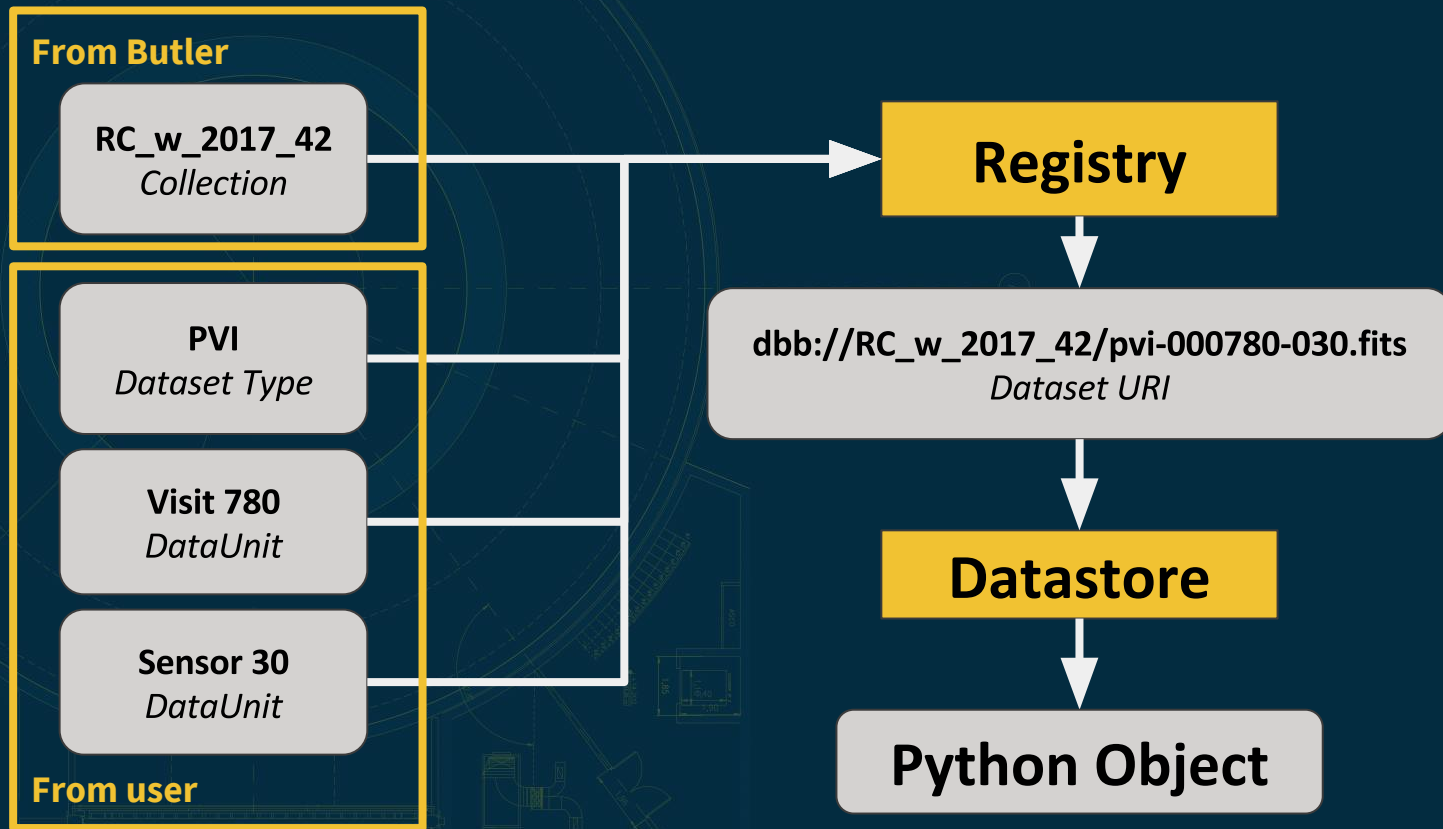 From Butler
RC_w_2017_42
Collection
PVI
Dataset Type
Visit 780
DataUnit
Sensor 30
DataUnit
From user
Registry
dbb://RC_w_2017_42/pvi-000780-030.fits
Dataset URI
Datastore
Python Object